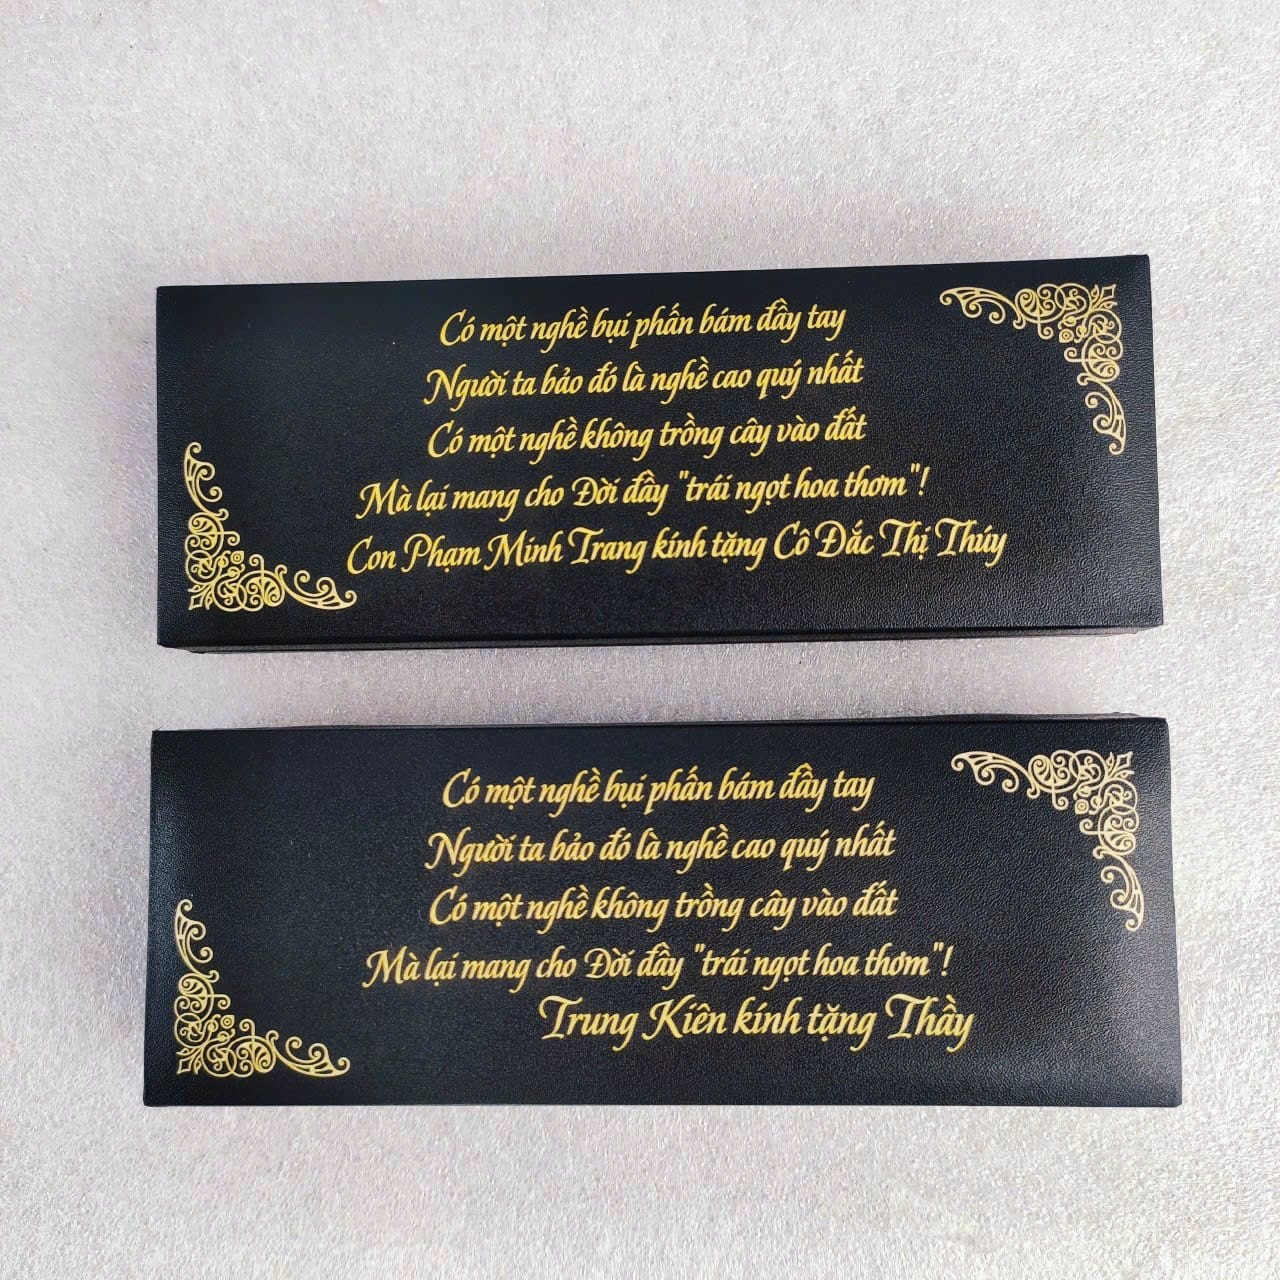 Có một nghề bụi phấn bám đầy tay
Người ta bảo đó là nghề cao quý nhất
Có một nghề không trồng cây vào đất
Mà lại mang cho Đời đầy "trái ngọt hoa thơm"!
Con Phạm Minh Trang kính tặng Cô Đắc Thị Thúy
Có một nghề bụi phấn bám đầy tay
Người ta bảo đó là nghề cao quý nhất
Có một nghề không trồng cây vào đất
Mà lại mang cho Đời đầy "trái ngọt hoa thơm"!
Trung Kiên kính tặng Thầy